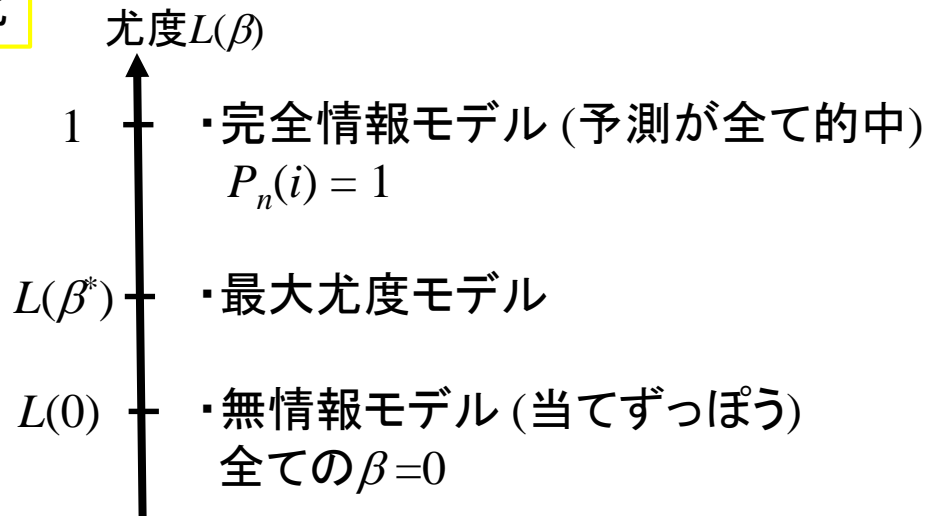 尤度L(β)
1 ・完全情報モデル (予測が全て的中)
Pn(i) = 1
L(β*) ・最大尤度モデル
L(0) ・無情報モデル (当てずっぽう)
全てのβ=0